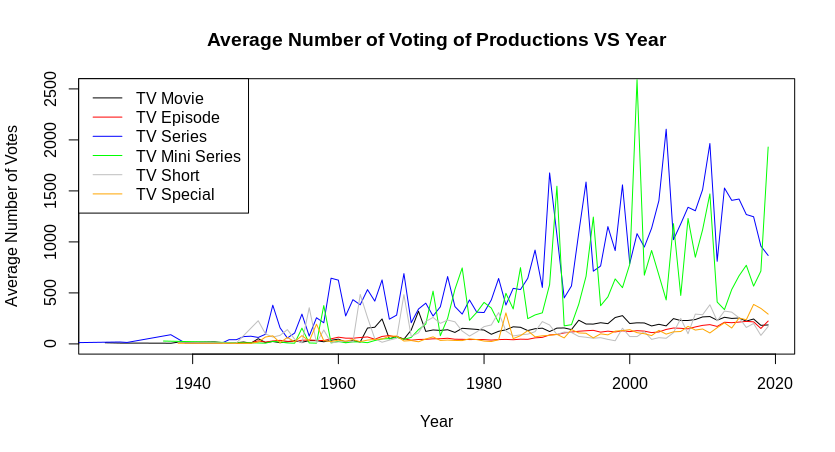 Average Number of Voting of Productions VS Year
Average Number of Votes
2500
2000
1500
1000
500
0
TV Movie
TV Episode
TV Series
TV Mini Series
TV Short
TV Special
1940
1960
1980
2000
2020
Year